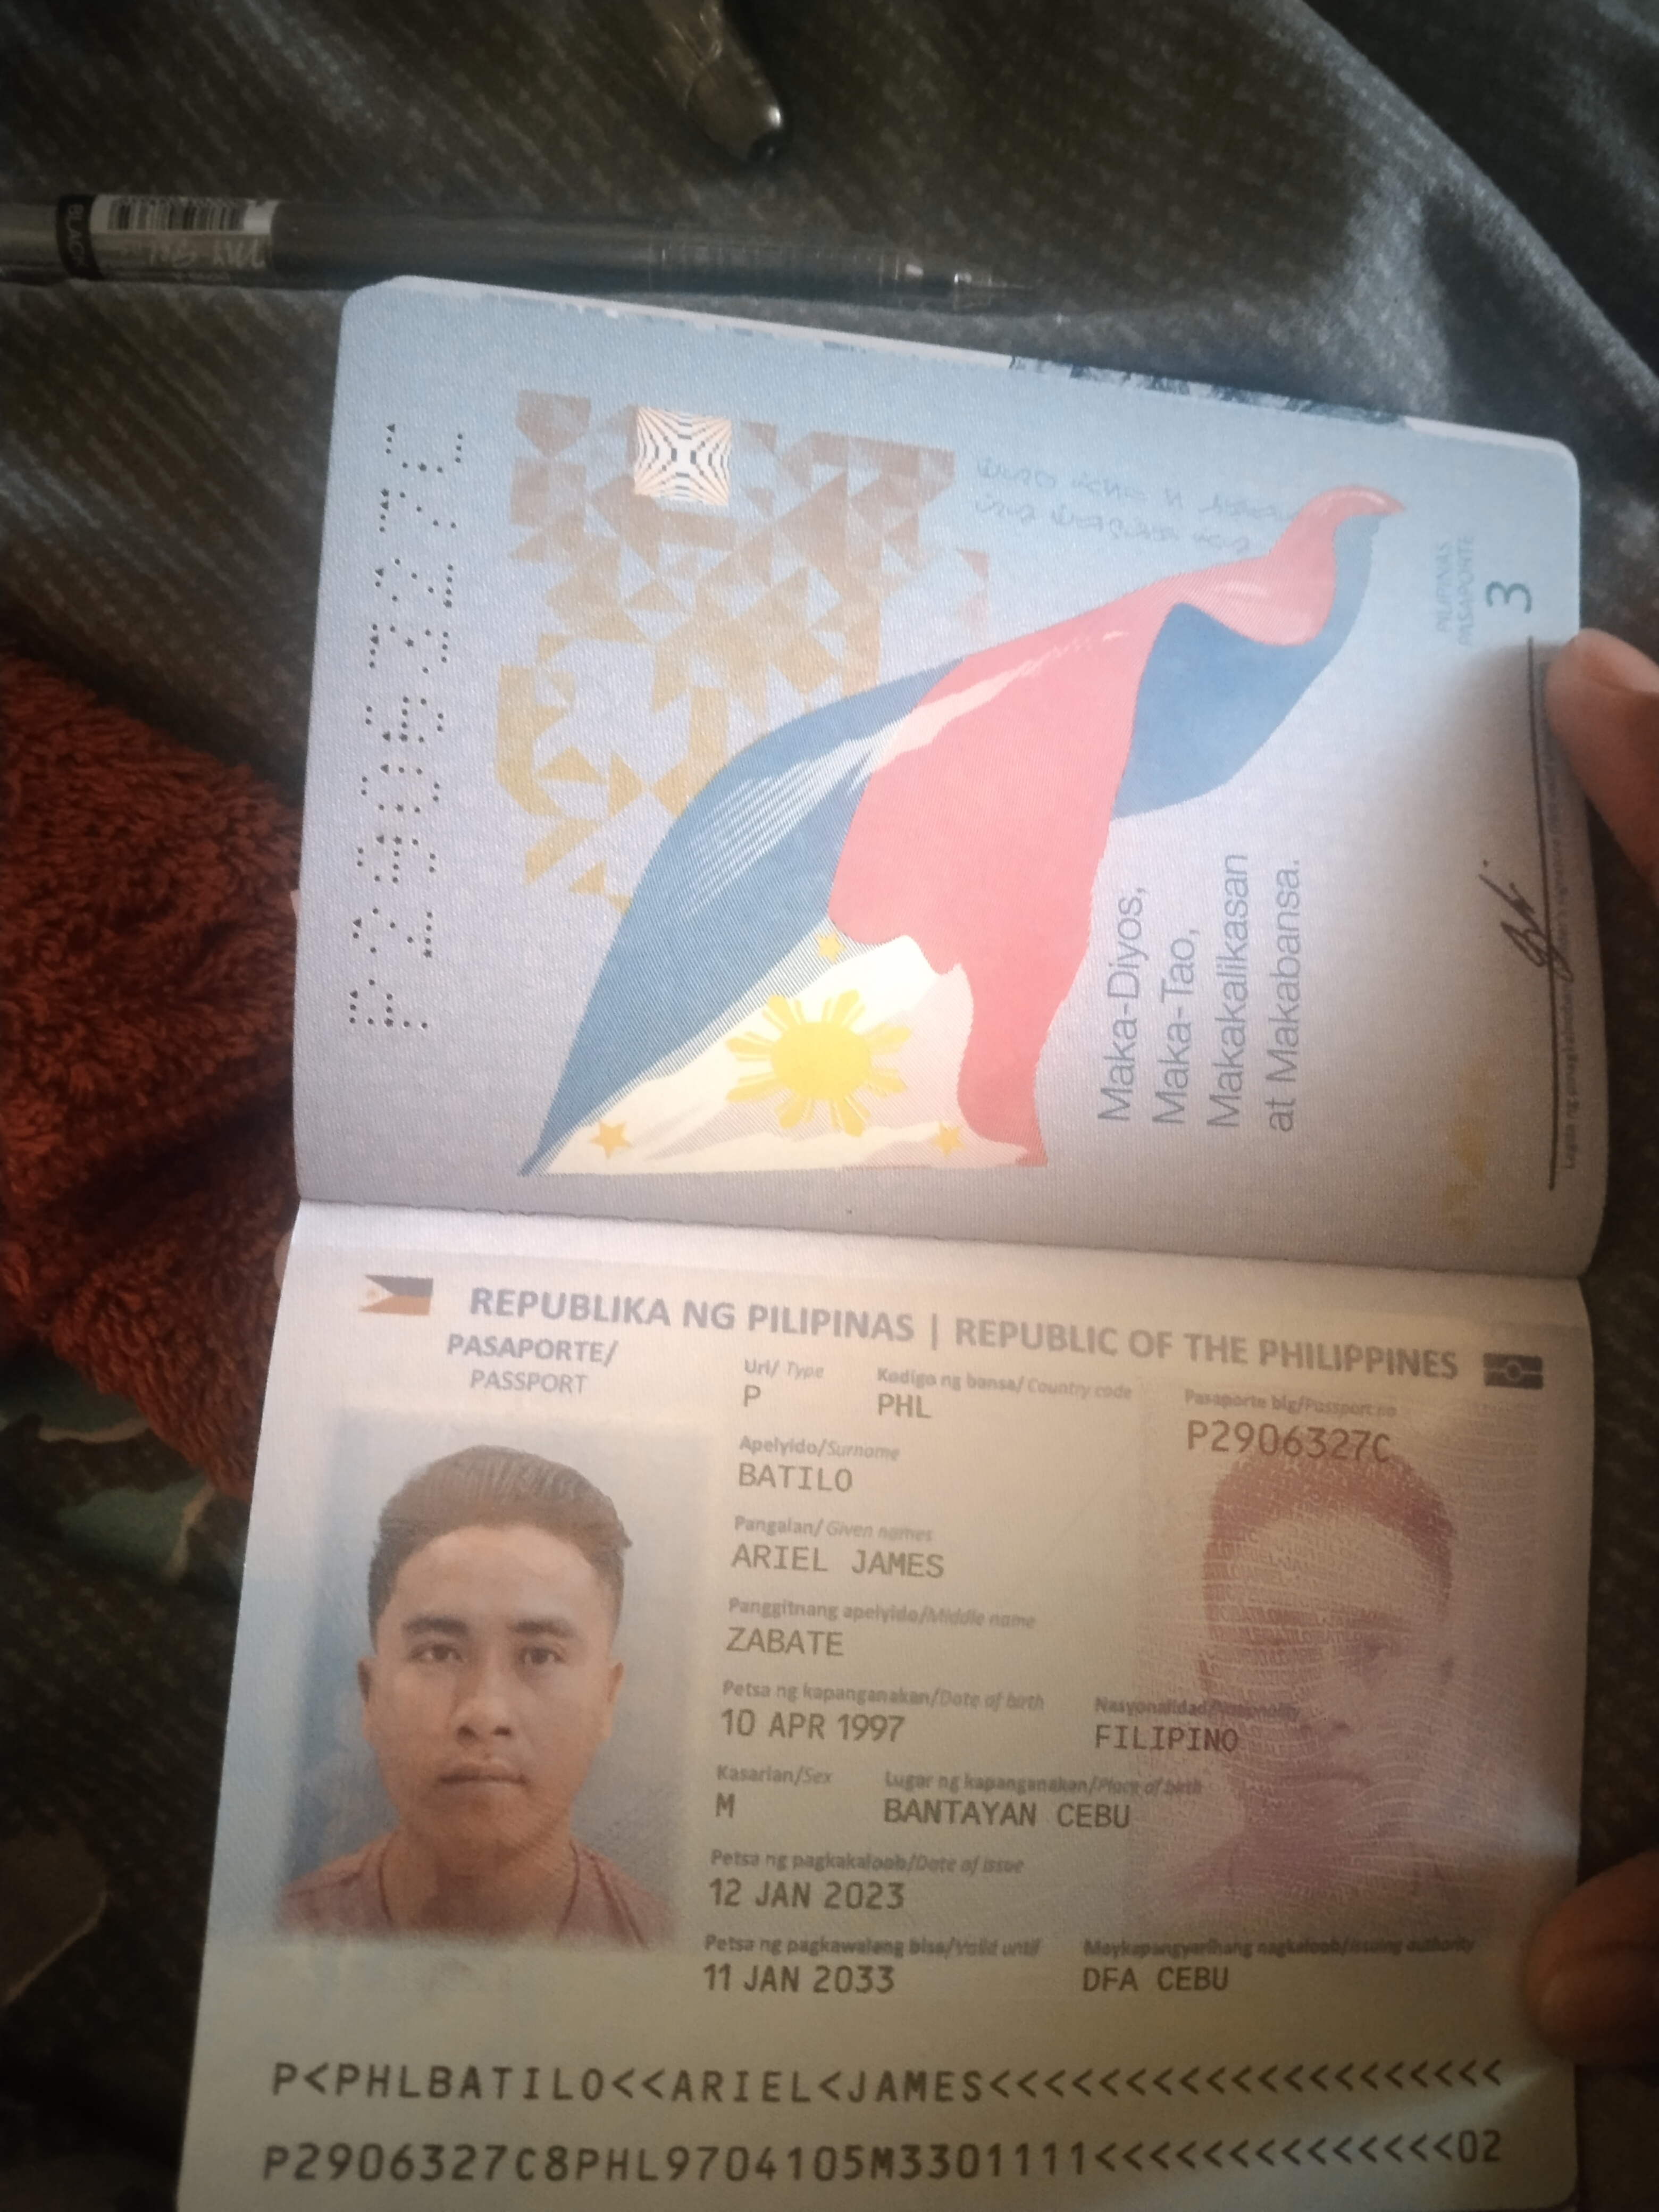 BLACK
P2906327C
Maka-Diyos,
Maka-Tao,
Makakalikasan
at Makabansa.
PILIPINAS
PASAPORTE
3
REPUBLIKA NG PILIPINAS | REPUBLIC OF THE PHILIPPINES
PASAPORTE/
PASSPORT
Uri/ Type
Kodigo ng bansa/ Country code
Pasaporte blg/Passport no
P
PHL
P2906327C
Apelyido/Surname
BATILO
Pangalan/ Given names
ARIEL JAMES
Panggitnang apelyido/Middle name
ZABATE
Petsa ng kapanganakan/Date of birth
Nasyonalidad/Nationality
10 APR 1997
FILIPINO
Kasarian/Sex
Lugar ng kapanganakan/Place of birth
M
BANTAYAN CEBU
Petsa ng pagkakaloob/Date of issue
12 JAN 2023
Petsa ng pagkawalang bisa/Valid until
Maykapangyarihang nagkaloob/Issuing authority
11 JAN 2033
DFA CEBU
P<PHLBATILO<<ARIEL<JAMES<<<<<<<<<<<<<<<<<<<<
P2906327C8PHL9704105M3301111<<<<<<<<<<<<<<02